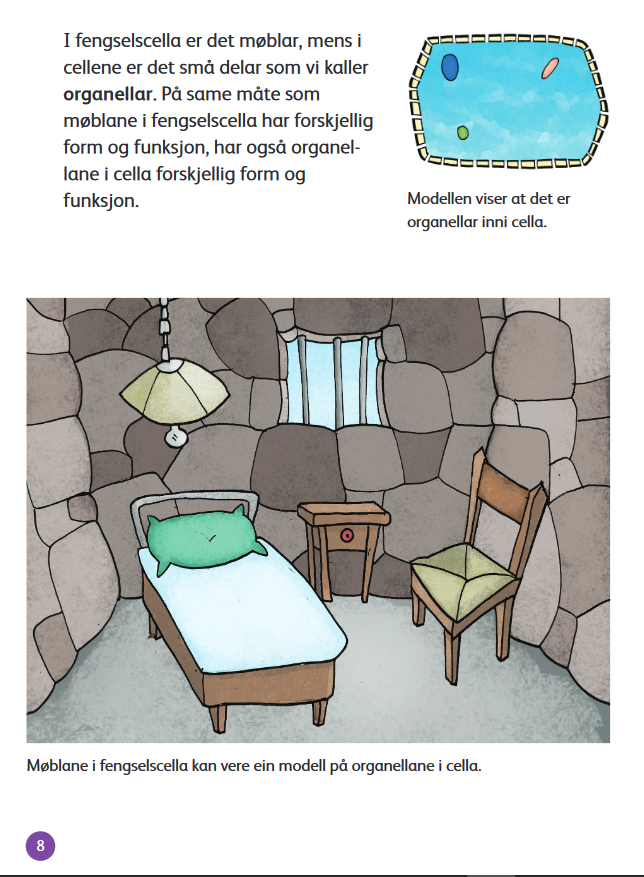 I fengselscella er det møblar, mens i
cellene er det små delar som vi kaller
organellar. På same måte som
møblane i fengselscella har forskjellig
form og funksjon, har også organel-
lane i cella forskjellig form og
funksjon.
Modellen viser at det er
organellar inni cella.
Møblane i fengselscella kan vere ein modell på organellane i cella.
8